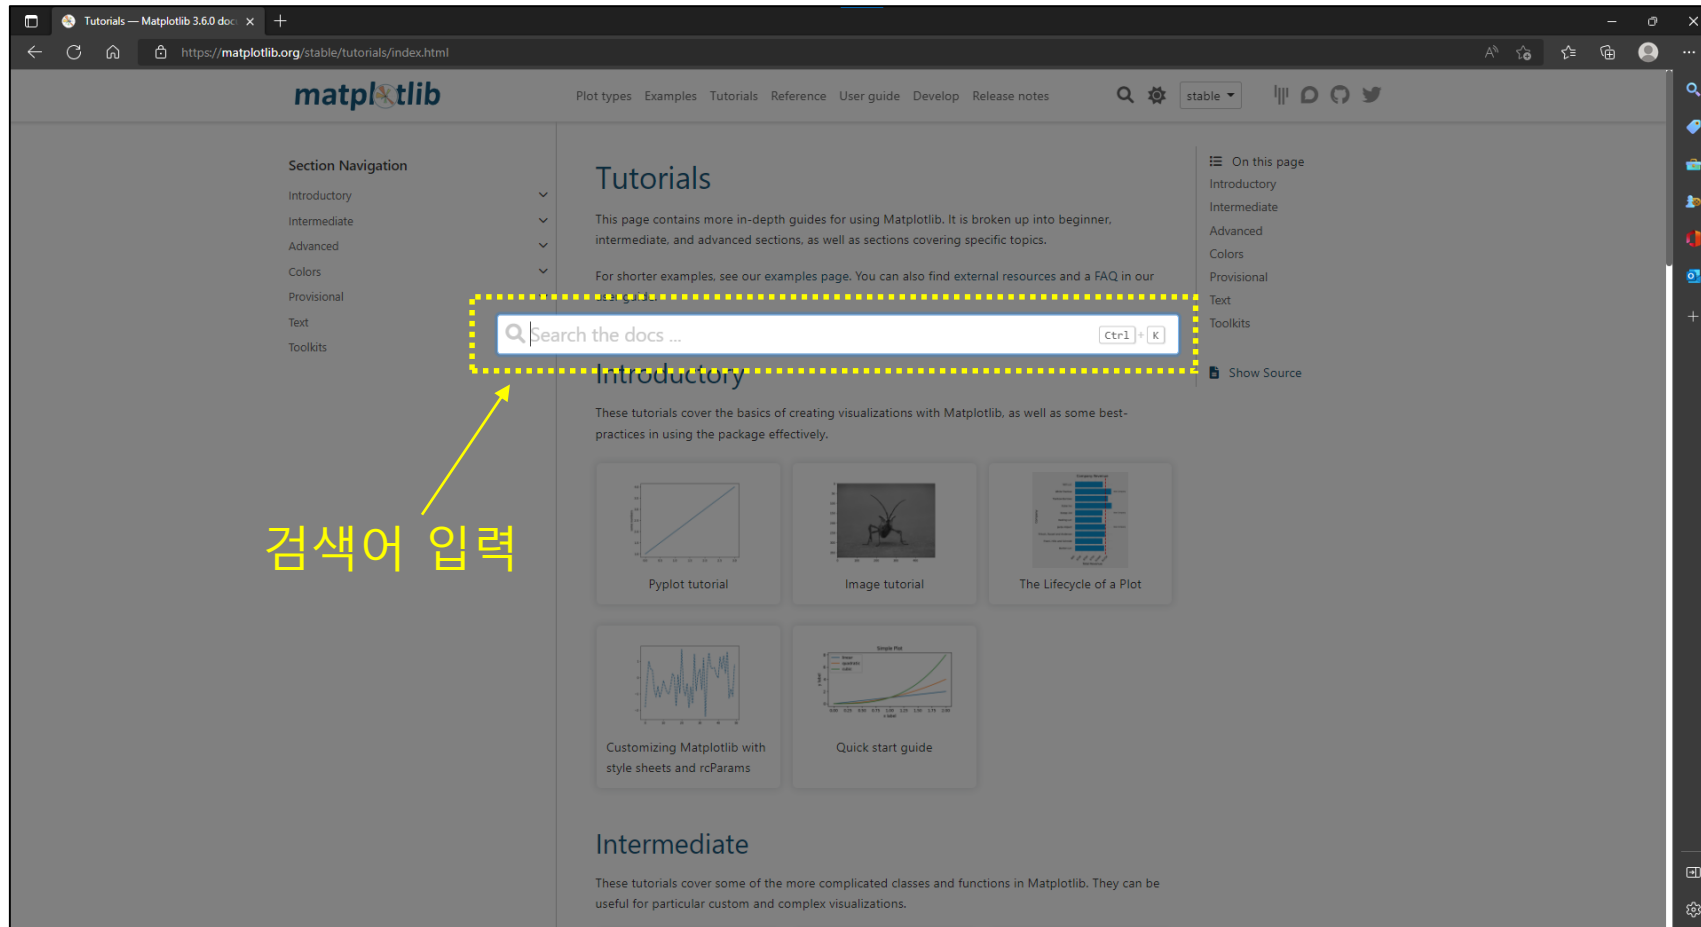 Tutorials — Matplotlib 3.6.0 doc
https://matplotlib.org/stable/tutorials/index.html
matplotlib
Plot types Examples Tutorials Reference User guide Develop Release notes
stable
Section Navigation
Introductory
Intermediate
Advanced
Colors
Provisional
Text
Toolkits
Tutorials
This page contains more in-depth guides for using Matplotlib. It is broken up into beginner,
intermediate, and advanced sections, as well as sections covering specific topics.
For shorter examples, see our examples page. You can also find external resources and a FAQ in our
user guide.
Search the docs ...
Ctrl + K
검색어 입력
Introductory
These tutorials cover the basics of creating visualizations with Matplotlib, as well as some best-
practices in using the package effectively.
Pyplot tutorial
Image tutorial
The Lifecycle of a Plot
Simple Plot
Customizing Matplotlib with
style sheets and rcParams
Quick start guide
Intermediate
These tutorials cover some of the more complicated classes and functions in Matplotlib. They can be
useful for particular custom and complex visualizations.
On this page
Introductory
Intermediate
Advanced
Colors
Provisional
Text
Toolkits
Show Source